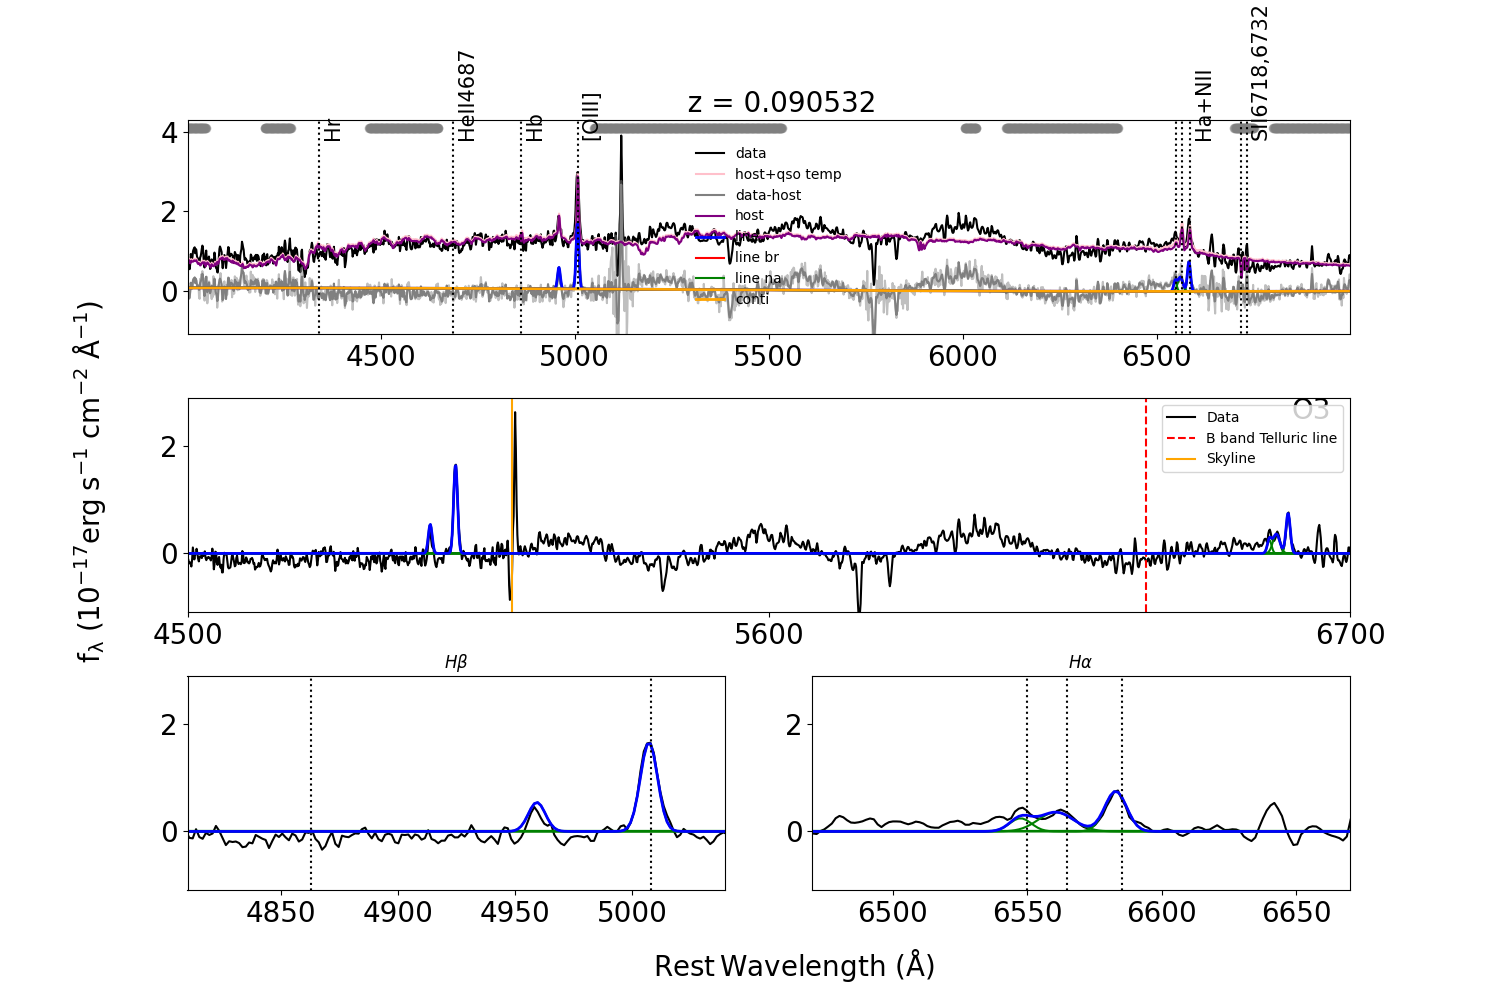 z = 0.090532
Hr
HeII4687
Hb
[OIII]
Ha+NII
SII6718,6732
data
host+qso temp
data-host
host
line br
line na
conti
4
2
0
4500
5000
5500
6000
6500
O3
Data
B band Telluric line
Skyline
2
0
4500
5600
6700
fλ (10⁻¹⁷erg s⁻¹ cm⁻² Å⁻¹)
Hβ
2
0
4850
4900
4950
5000
Hα
2
0
6500
6550
6600
6650
Rest Wavelength (Å)